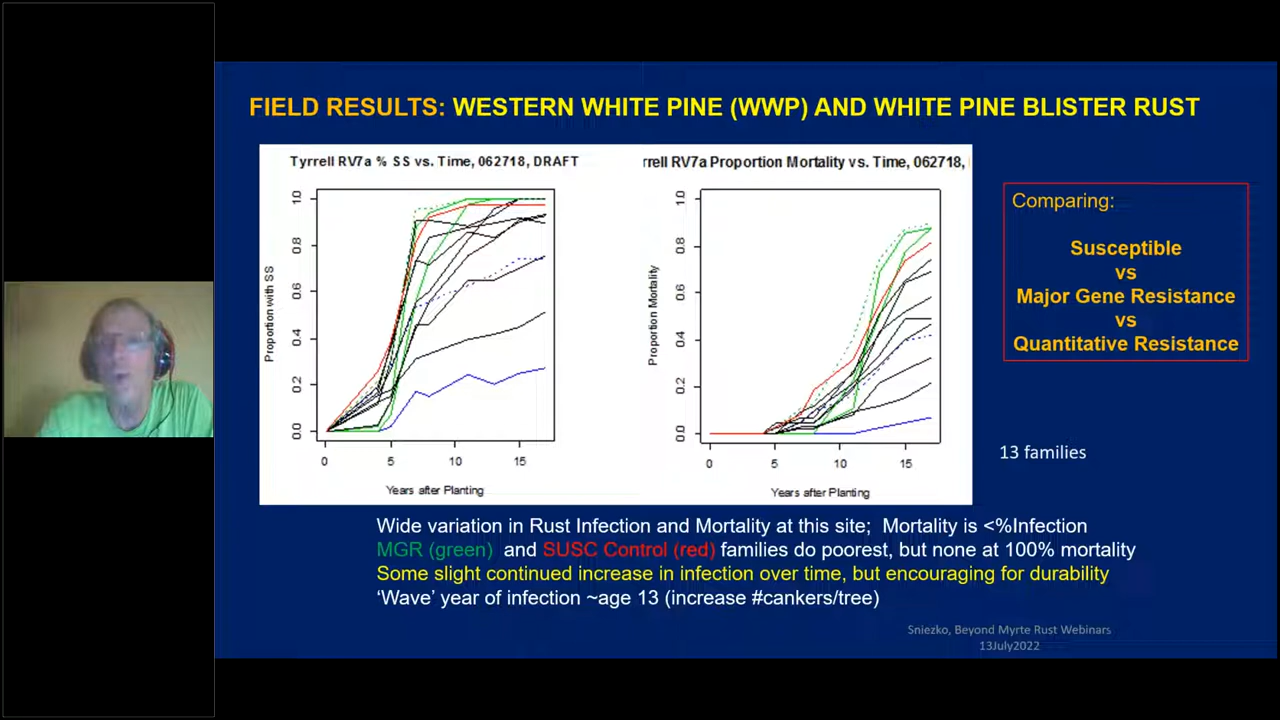 FIELD RESULTS: WESTERN WHITE PINE (WWP) AND WHITE PINE BLISTER RUST
Tyrrell RV7a % SS vs. Time, 062718, DRAFT
Proportion with SS
1.0
0.8
0.6
0.4
0.2
0.0
0 5 10 15
Years after Planting
rrell RV7a Proportion Mortality vs. Time, 062718,
Proportion Mortality
1.0
0.8
0.6
0.4
0.2
0.0
0 5 10 15
Years after Planting
Comparing:
Susceptible
vs
Major Gene Resistance
vs
Quantitative Resistance
13 families
Wide variation in Rust Infection and Mortality at this site; Mortality is <%Infection
MGR (green) and SUSC Control (red) families do poorest, but none at 100% mortality
Some slight continued increase in infection over time, but encouraging for durability
‘Wave’ year of infection ~age 13 (increase #cankers/tree)
Sniezko, Beyond Myrte Rust Webinars
13July2022